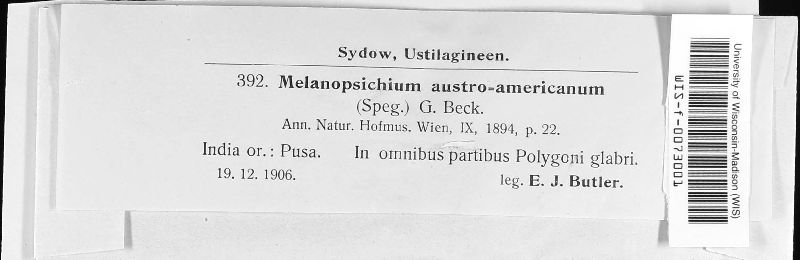 Sydow, Ustilagineen.
392. Melanopsichium austro-americanum
(Speg.) G. Beck.
Ann. Natur. Hofmus. Wien, IX, 1894, p. 22.
India or.: Pusa. In omnibus partibus Polygoni glabri.
19. 12. 1906. leg. E. J. Butler.
University of Wisconsin-Madison (WIS)
WIS-f-0073001